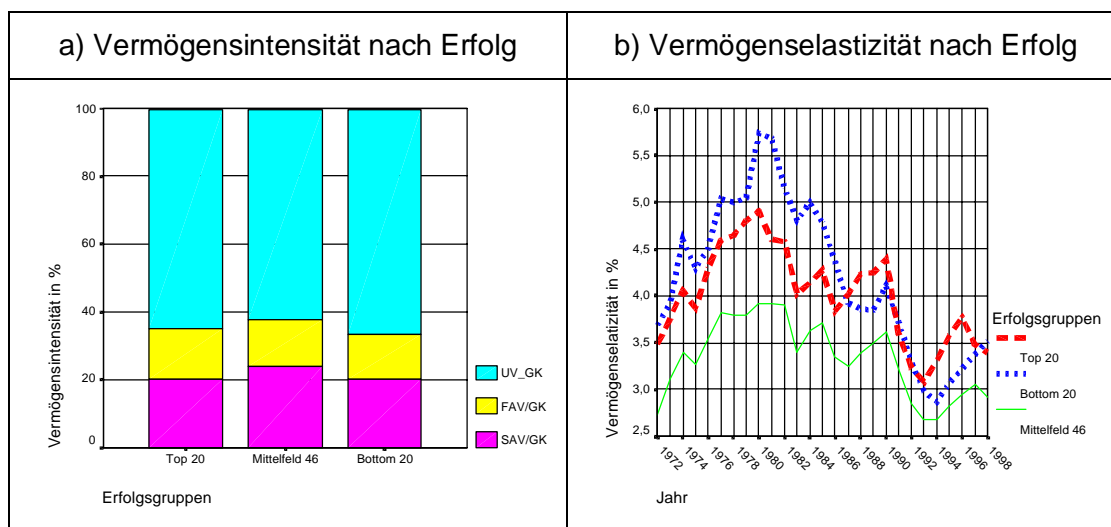 a) Vermögensintensität nach Erfolg
Vermögensintensität in %
100
80
60
40
20
0
Top 20
Mittelfeld 46
Bottom 20
Erfolgsgruppen
UV_GK
FAV/GK
SAV/GK
b) Vermögenselastizität nach Erfolg
Vermögenselatizität in %
6,0
5,5
5,0
4,5
4,0
3,5
3,0
2,5
1972
1974
1976
1978
1980
1982
1984
1986
1988
1990
1992
1994
1996
1998
Jahr
Erfolgsgruppen
Top 20
Bottom 20
Mittelfeld 46